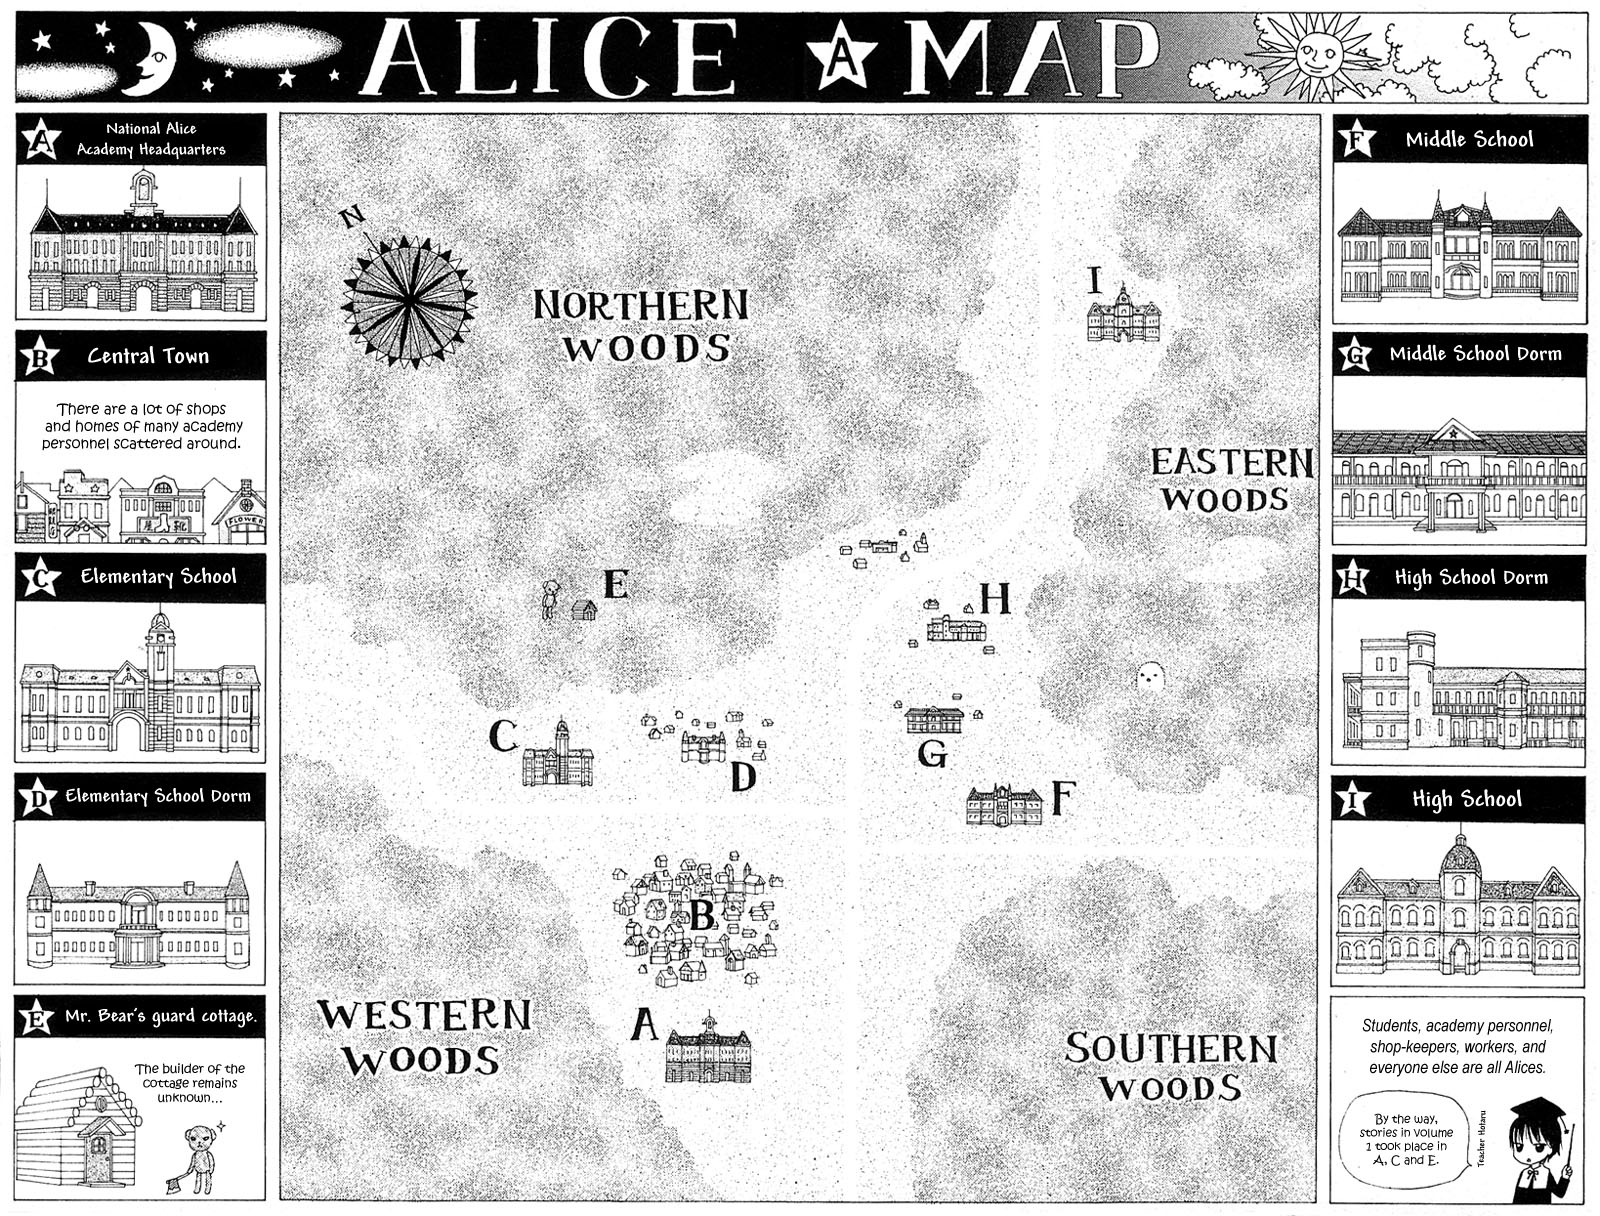 ALICE A MAP
A
National Alice
Academy Headquarters
B
Central Town
There are a lot of shops
and homes of many academy
personnel scattered around.
FLOWER
C
Elementary School
D
Elementary School Dorm
E
Mr. Bear's guard cottage.
The builder of the
cottage remains
unknown...
N
NORTHERN
WOODS
I
EASTERN
WOODS
E
H
C
D
G
F
B
WESTERN
WOODS
A
SOUTHERN
WOODS
F
Middle School
G
Middle School Dorm
H
High School Dorm
I
High School
Students, academy personnel,
shop-keepers, workers, and
everyone else are all Alices.
By the way,
stories in volume
1 took place in
A, C and E.
Teacher Hotaru